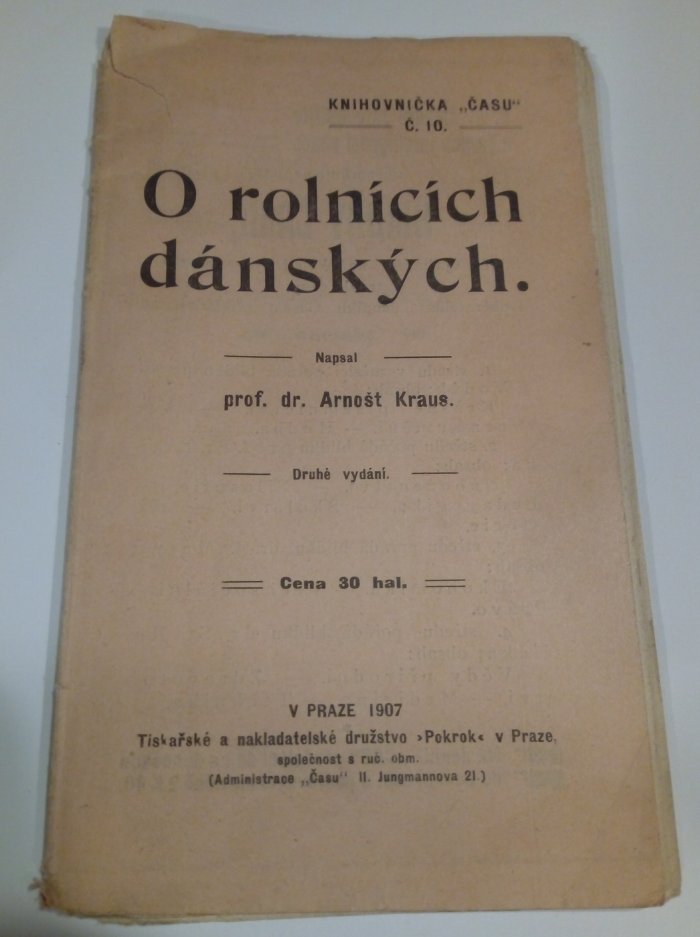 KNIHOVNIČKA „ČASU"
Č. 10.
O rolnících
dánských.
Napsal
prof. dr. Arnošt Kraus.
Druhé vydání.
Cena 30 hal.
V PRAZE 1907
Tiskařské a nakladatelské družstvo ›Pokrok‹ v Praze,
společnost s ruč. obm.
(Administrace „Času" II. Jungmannova 21.)